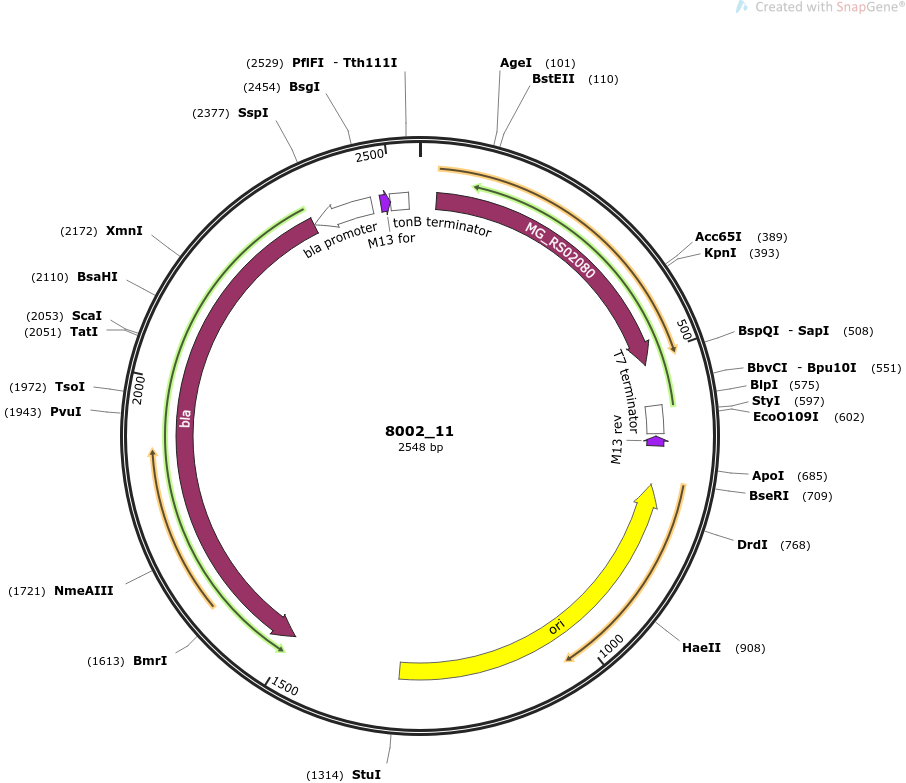 Created with SnapGene®
(2529) PflFI - Tth111I
(2454) BsgI
(2377) SspI
AgeI (101)
BstEII (110)
2500
tonB terminator
bla promoter
M13 for
MG_RS02080
(2172) XmnI
(2110) BsaHI
(2053) ScaI
(2051) TatI
(1972) TsoI
(1943) PvuI
2000
bla
Acc65I (389)
KpnI (393)
500
BspQI - SapI (508)
BbvCI - Bpu10I (551)
BlpI (575)
StyI (597)
EcoO109I (602)
T7 terminator
M13 rev
8002_11
2548 bp
ApoI (685)
BseRI (709)
DrdI (768)
HaeII (908)
ori
1000
(1721) NmeAIII
(1613) BmrI
1500
(1314) StuI